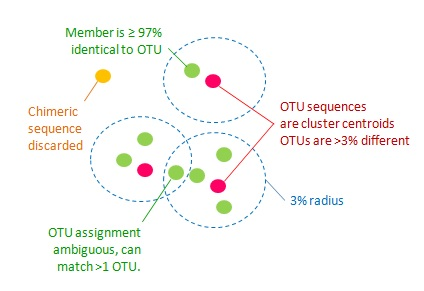 Member is ≥ 97%
identical to OTU
Chimeric
sequence
discarded
OTU sequences
are cluster centroids
OTUs are >3% different
3% radius
OTU assignment
ambiguous, can
match >1 OTU.